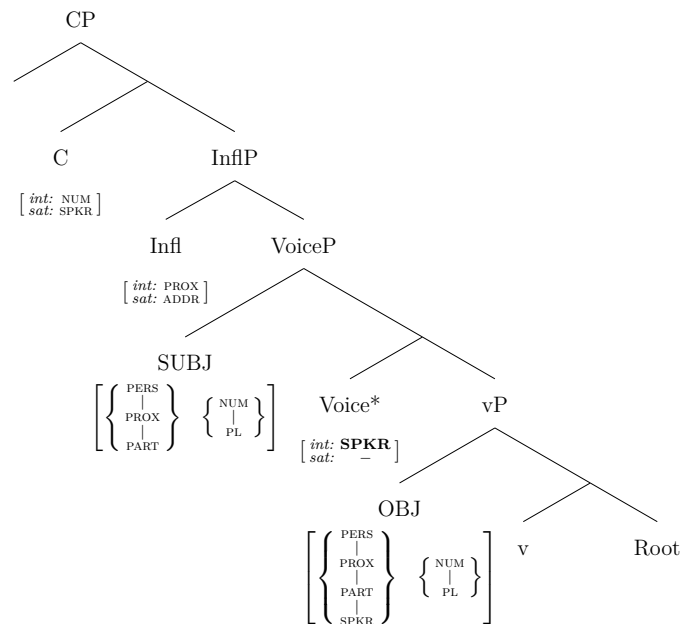 CP
C
InflP
[ int: NUM
sat: SPKR ]
Infl
VoiceP
[ int: PROX
sat: ADDR ]
SUBJ
PERS
|
PROX
|
PART
NUM
|
PL
Voice*
vP
[ int: SPKR
sat: – ]
OBJ
PERS
|
PROX
|
PART
|
SPKR
NUM
|
PL
v
Root